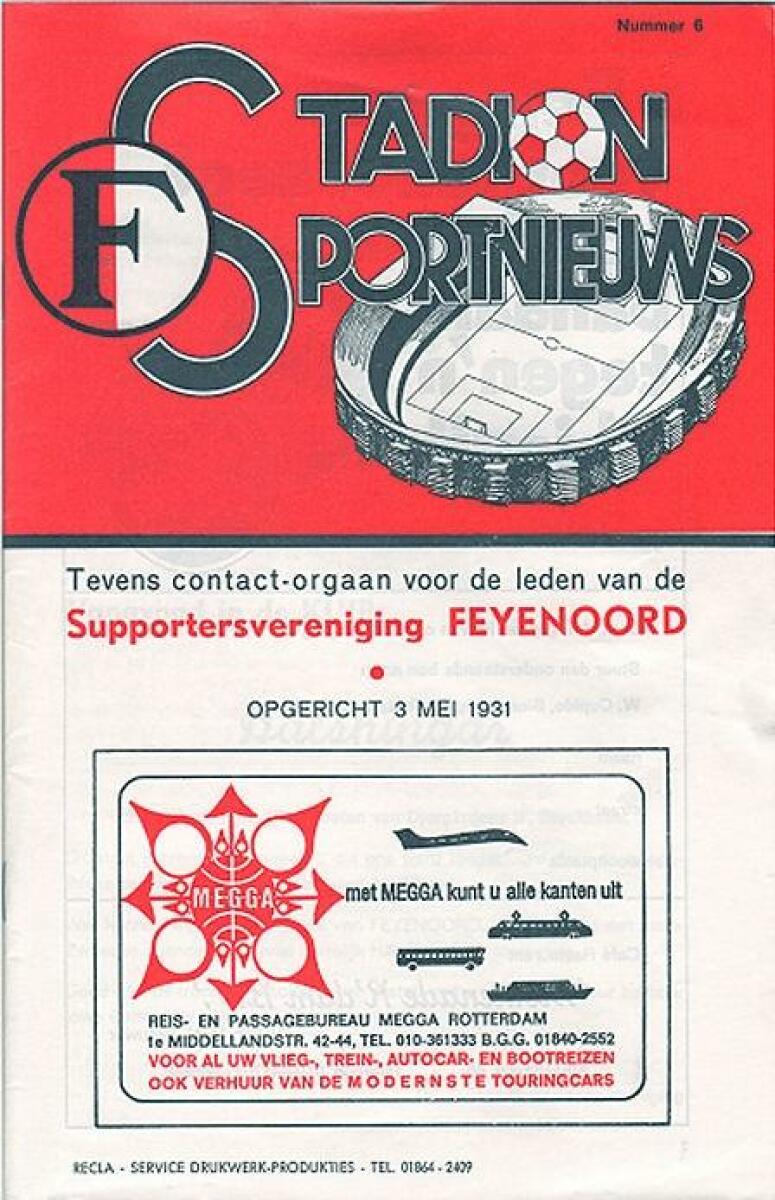 Nummer 6
F
STADION
SPORTNIEUWS
Tevens contact-orgaan voor de leden van de
Supportersvereniging FEYENOORD
OPGERICHT 3 MEI 1931
MEGGA
met MEGGA kunt u alle kanten uit
REIS- EN PASSAGEBUREAU MEGGA ROTTERDAM
1e MIDDELLANDSTR. 42-44, TEL. 010-361333 B.G.G. 01840-2552
VOOR AL UW VLIEG-, TREIN-, AUTOCAR- EN BOOTREIZEN
OOK VERHUUR VAN DE MODERNSTE TOURINGCARS
RECLA - SERVICE DRUKWERK-PRODUKTIES - TEL. 01864 - 2409